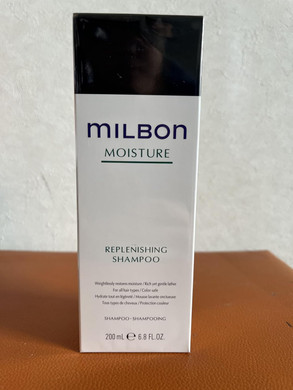 MILBON
MOISTURE
REPLENISHING
SHAMPOO
Weightlessly restores moisture / Rich yet gentle lather
For all hair types / Color safe
Hydrate tout en légèreté / Mousse beauté onctueuse
Tous types de cheveux / Protection couleur
SHAMPOO・SHAMPOOING
200 mL ℮ 6.8 FL.OZ.